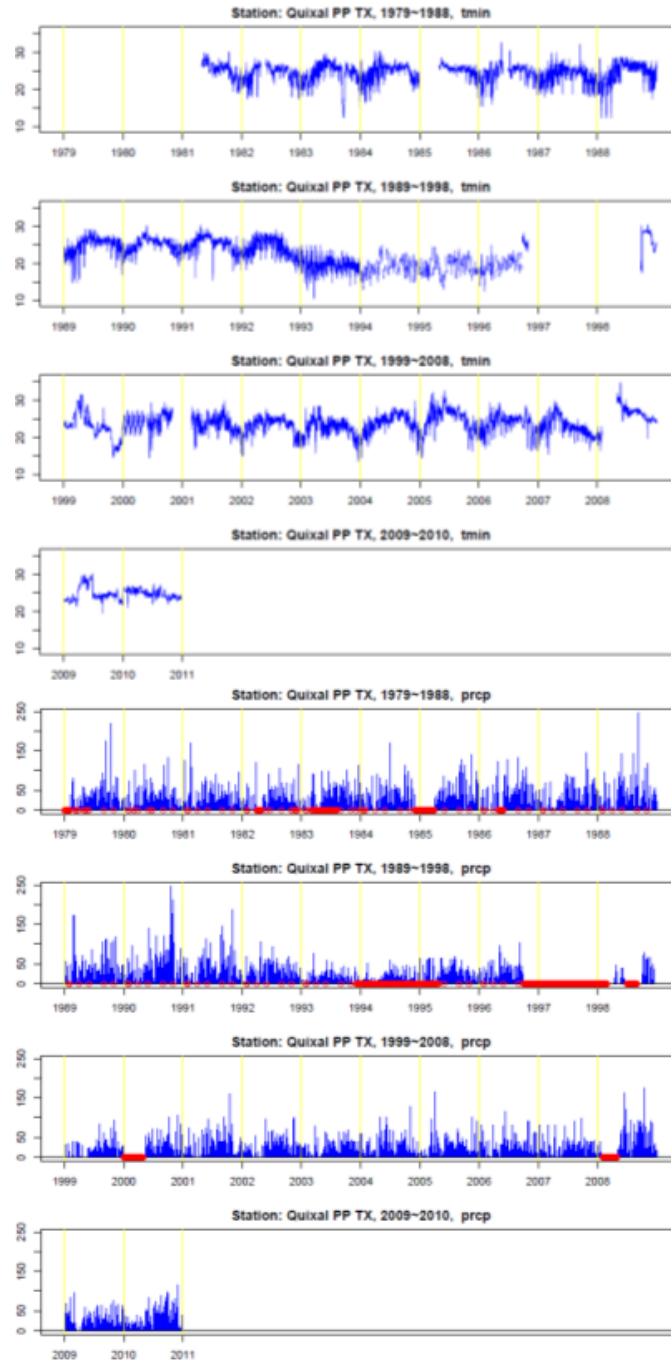 Station: Quixal PP TX, 1979~1988, tmin
30
20
10
1979 1980 1981 1982 1983 1984 1985 1986 1987 1988
Station: Quixal PP TX, 1989~1998, tmin
30
20
10
1989 1990 1991 1992 1993 1994 1995 1996 1997 1998
Station: Quixal PP TX, 1999~2008, tmin
30
20
10
1999 2000 2001 2002 2003 2004 2005 2006 2007 2008
Station: Quixal PP TX, 2009~2010, tmin
30
20
10
2009 2010 2011
Station: Quixal PP TX, 1979~1988, prcp
250
150
50
0
1979 1980 1981 1982 1983 1984 1985 1986 1987 1988
Station: Quixal PP TX, 1989~1998, prcp
250
150
50
0
1989 1990 1991 1992 1993 1994 1995 1996 1997 1998
Station: Quixal PP TX, 1999~2008, prcp
250
150
50
0
1999 2000 2001 2002 2003 2004 2005 2006 2007 2008
Station: Quixal PP TX, 2009~2010, prcp
250
150
50
0
2009 2010 2011